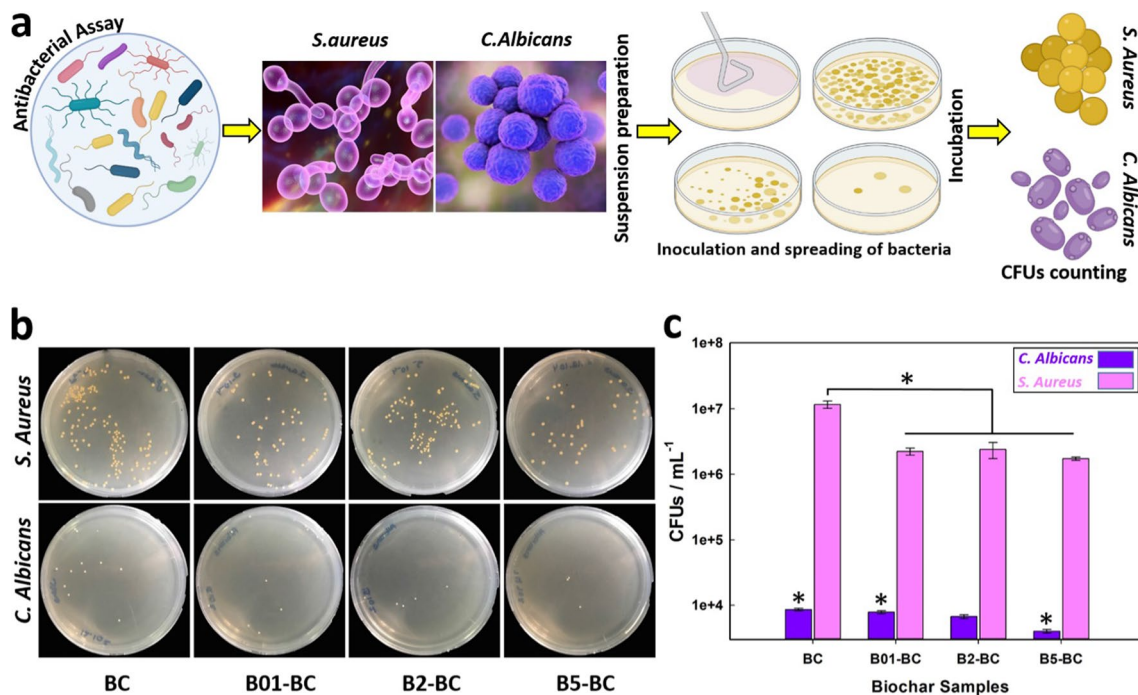 a
Antibacterial Assay
S.aureus
C.Albicans
Suspension preparation
Inoculation and spreading of bacteria
Incubation
S. Aureus
C. Albicans
CFUs counting
b
S. Aureus
C. Albicans
BC
B01-BC
B2-BC
B5-BC
c
CFUs / mL⁻¹
1e+8
1e+7
1e+6
1e+5
1e+4
C. Albicans
S. Aureus
*
*
*
*
BC
B01-BC
B2-BC
B5-BC
Biochar Samples